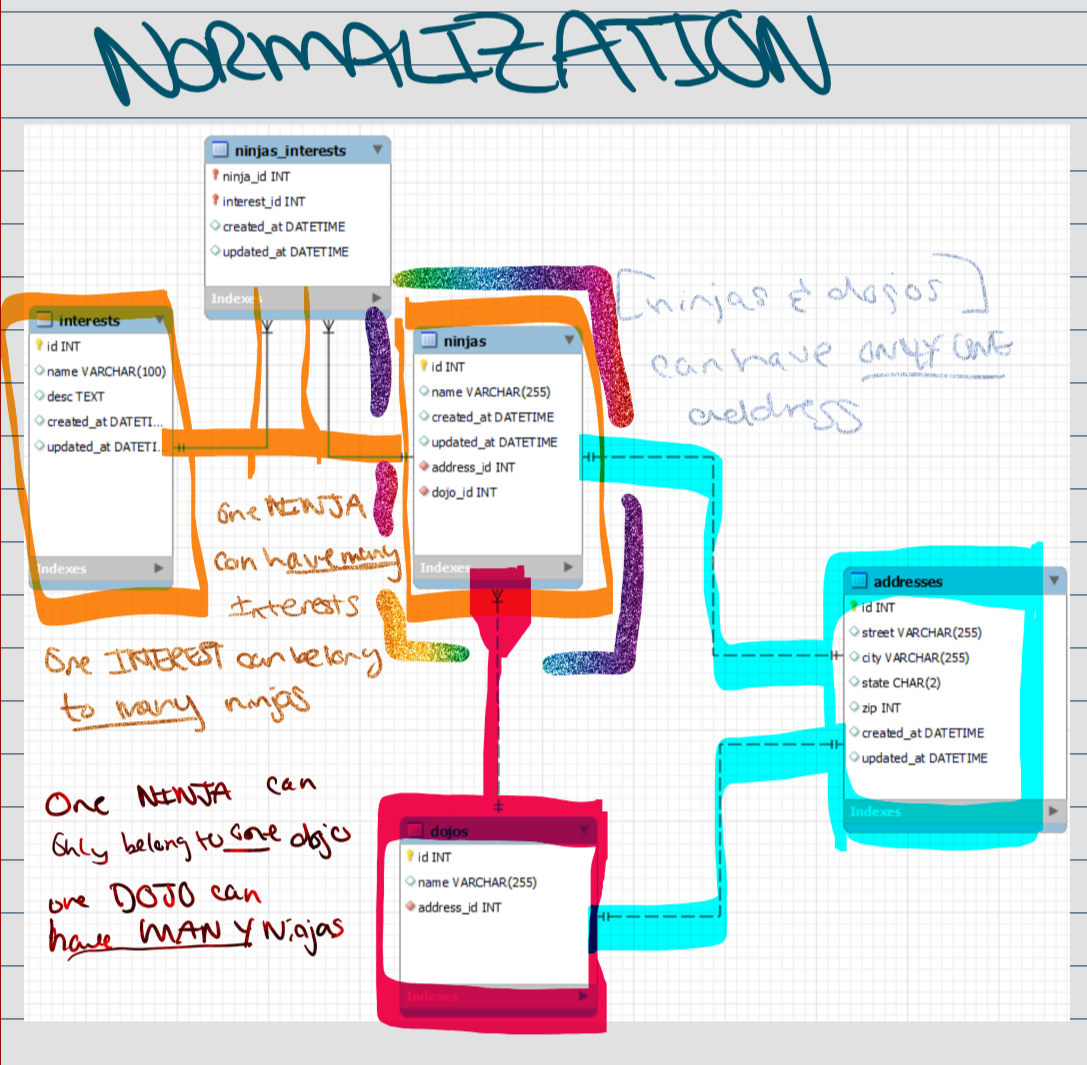 NORMALIZATION
ninjas_interests
ninja_id INT
interest_id INT
created_at DATETIME
updated_at DATETIME
Indexes
interests
id INT
name VARCHAR(100)
desc TEXT
created_at DATETI...
updated_at DATETI...
Indexes
ninjas
id INT
name VARCHAR(255)
created_at DATETIME
updated_at DATETIME
address_id INT
dojo_id INT
Indexes
[ninjas & dojos]
can have ONLY ONE
address
One NINJA
can have many
Interests
One INTEREST can belong
to many ninjas
addresses
id INT
street VARCHAR(255)
city VARCHAR(255)
state CHAR(2)
zip INT
created_at DATETIME
updated_at DATETIME
Indexes
One NINJA can
Only belong to one dojo
one DOJO can
have MANY Ninjas
dojos
id INT
name VARCHAR(255)
address_id INT
Indexes